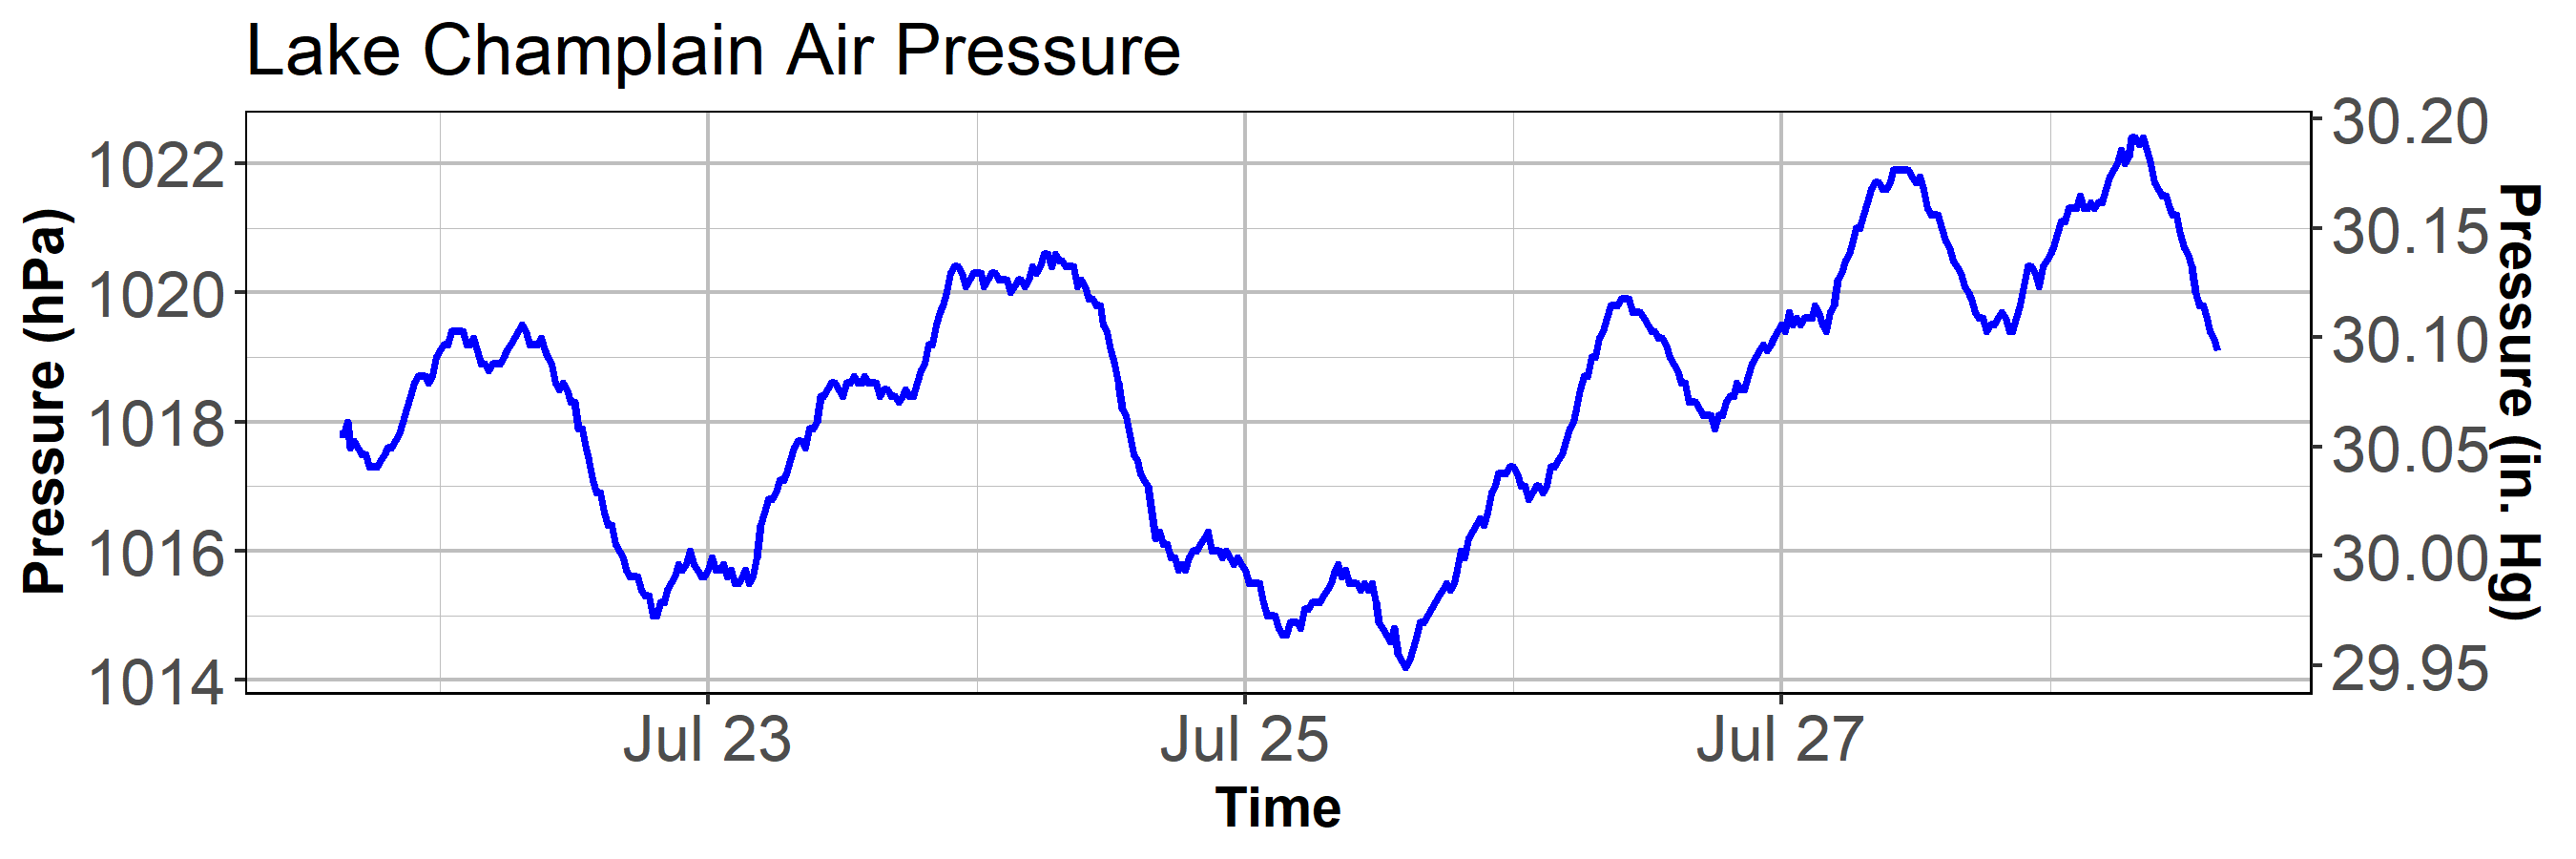 Lake Champlain Air Pressure
Pressure (hPa)
1022
1020
1018
1016
1014
30.20
30.15
30.10
30.05
30.00
29.95
Pressure (in. Hg)
Jul 23 Jul 25 Jul 27
Time